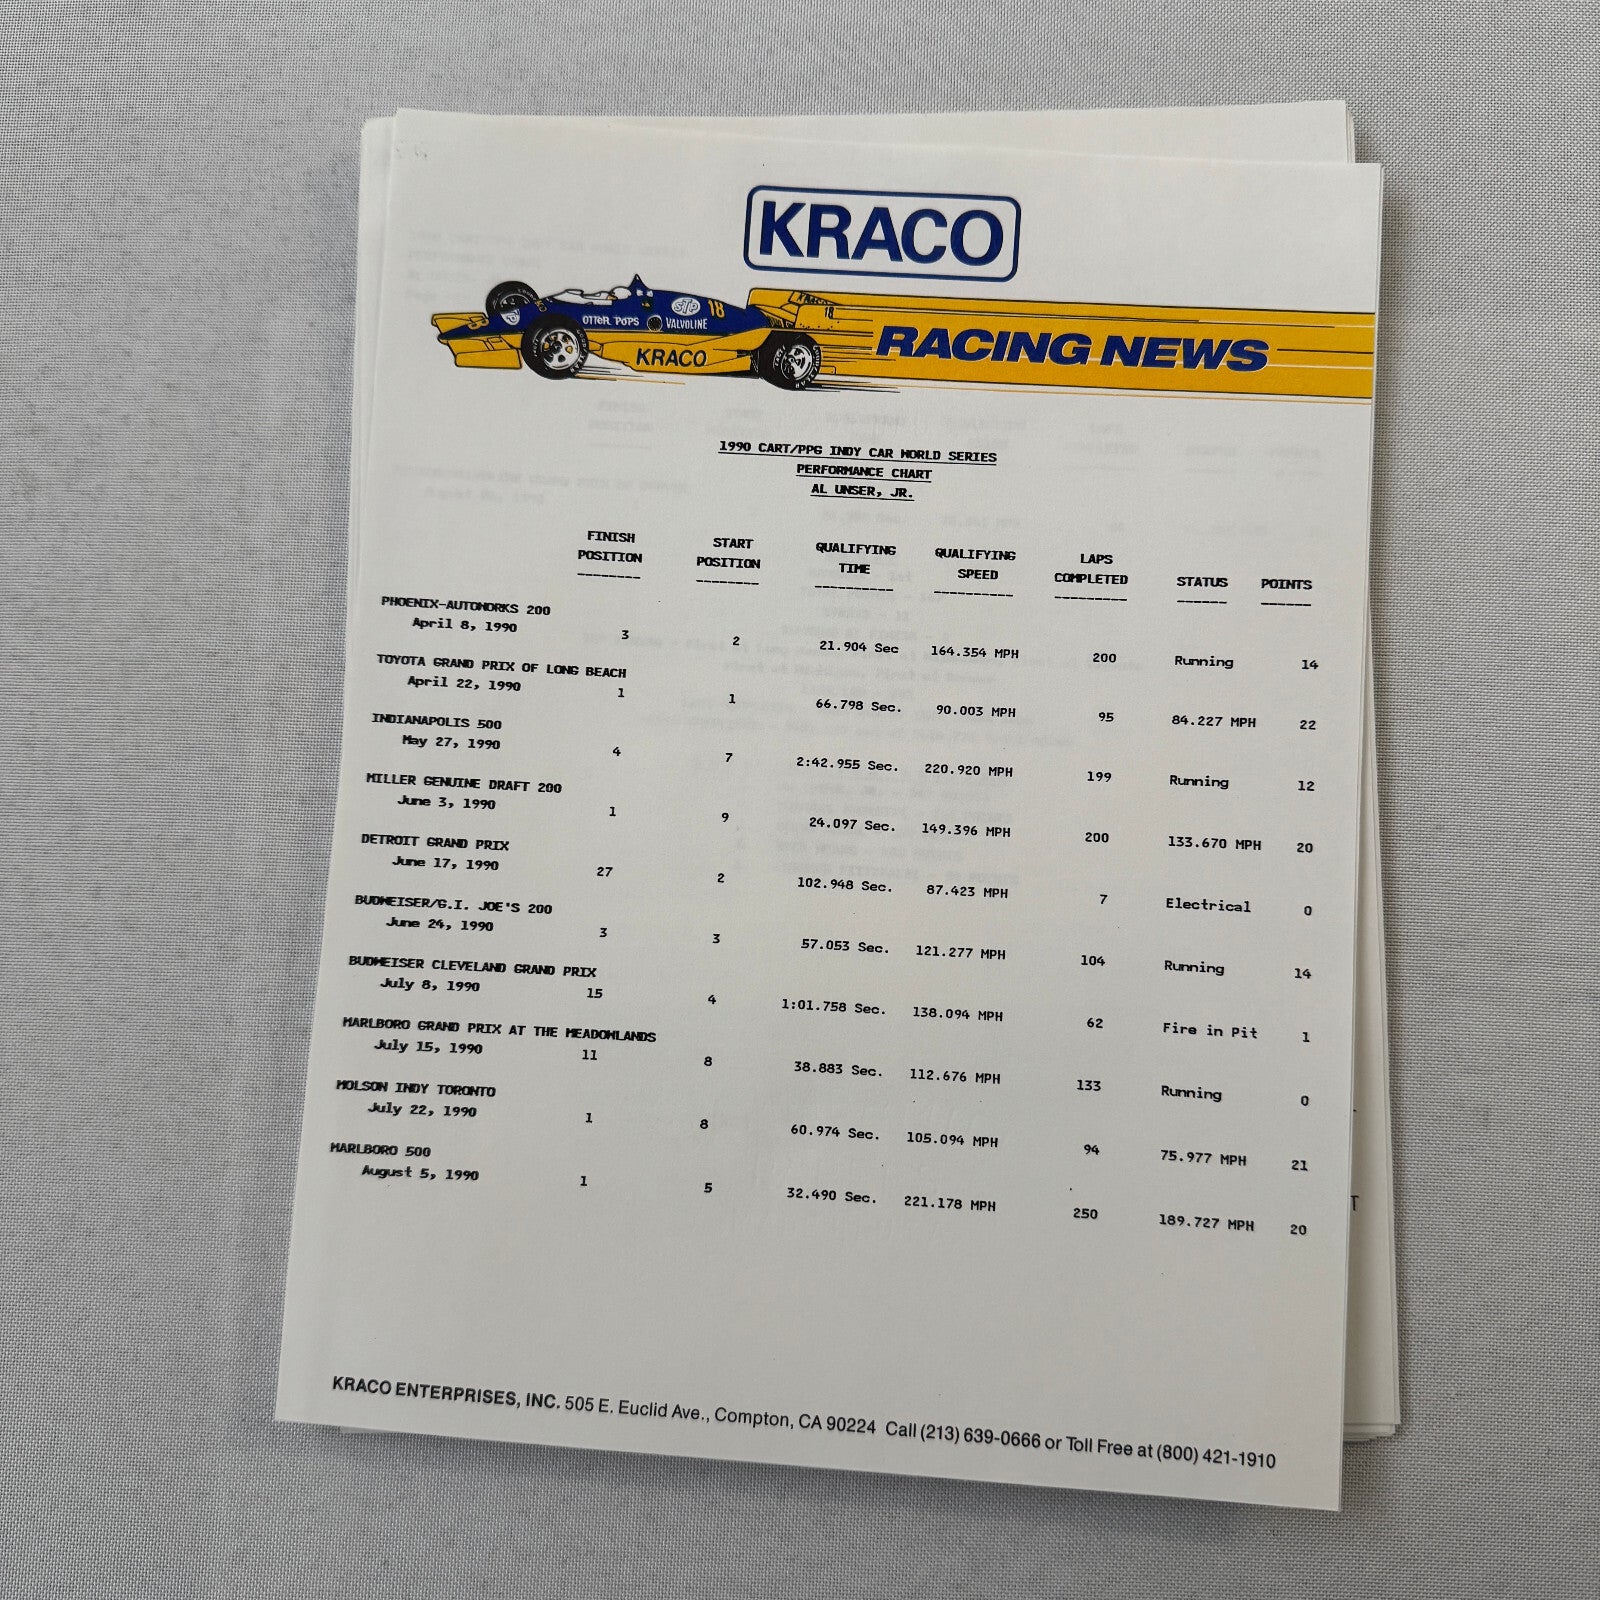 KRACO
18
STP
OTTER POPS
VALVOLINE
KRACO
RACING NEWS
1990 CART/PPG INDY CAR WORLD SERIES
PERFORMANCE CHART
AL UNSER, JR.
FINISH START QUALIFYING QUALIFYING LAPS
POSITION POSITION TIME SPEED COMPLETED STATUS POINTS
PHOENIX-AUTOWORKS 200
April 8, 1990 3 2 21.904 Sec 164.354 MPH 200 Running 14
TOYOTA GRAND PRIX OF LONG BEACH
April 22, 1990 1 1 66.798 Sec. 90.003 MPH 95 84.227 MPH 22
INDIANAPOLIS 500
May 27, 1990 4 7 2:42.955 Sec. 220.920 MPH 199 Running 12
MILLER GENUINE DRAFT 200
June 3, 1990 1 9 24.097 Sec. 149.396 MPH 200 133.670 MPH 20
DETROIT GRAND PRIX
June 17, 1990 27 2 102.948 Sec. 87.423 MPH 7 Electrical 0
BUDWEISER/G.I. JOE'S 200
June 24, 1990 3 3 57.053 Sec. 121.277 MPH 104 Running 14
BUDWEISER CLEVELAND GRAND PRIX
July 8, 1990 15 4 1:01.758 Sec. 138.094 MPH 62 Fire in Pit 1
MARLBORO GRAND PRIX AT THE MEADOWLANDS
July 15, 1990 11 8 38.883 Sec. 112.676 MPH 133 Running 0
MOLSON INDY TORONTO
July 22, 1990 1 8 60.974 Sec. 105.094 MPH 94 75.977 MPH 21
MARLBORO 500
August 5, 1990 1 5 32.490 Sec. 221.178 MPH 250 189.727 MPH 20
KRACO ENTERPRISES, INC. 505 E. Euclid Ave., Compton, CA 90224 Call (213) 639-0666 or Toll Free at (800) 421-1910